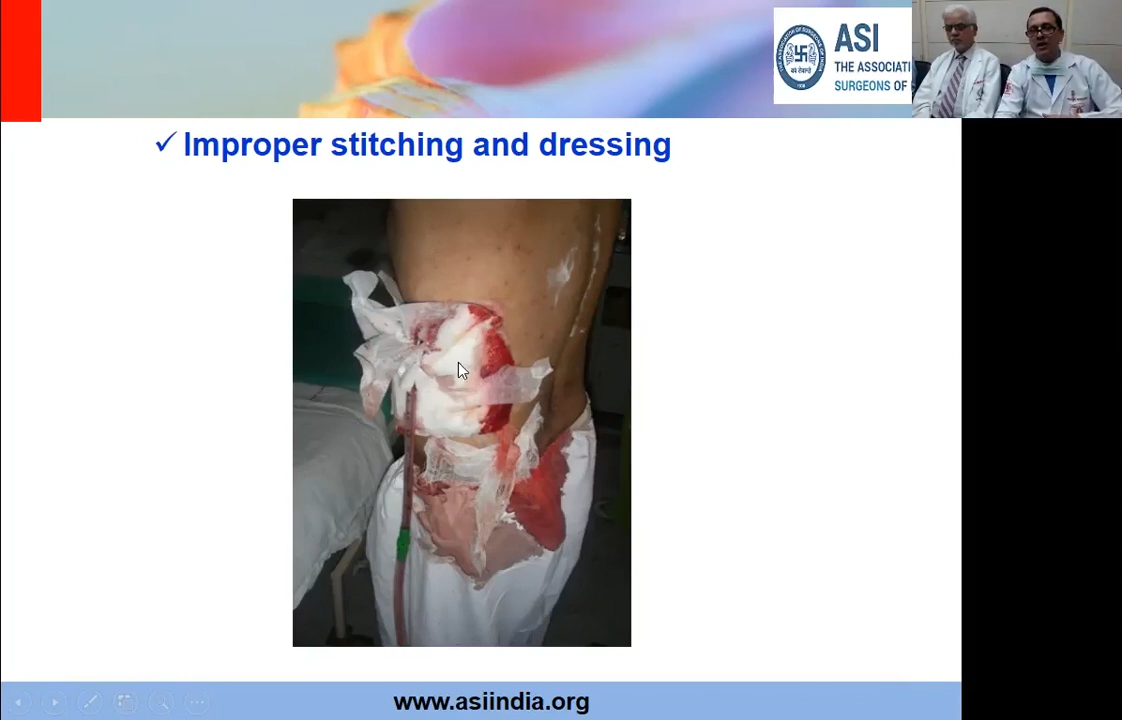 ASI
THE ASSOCIATI
SURGEONS OF
✓ Improper stitching and dressing
www.asiindia.org